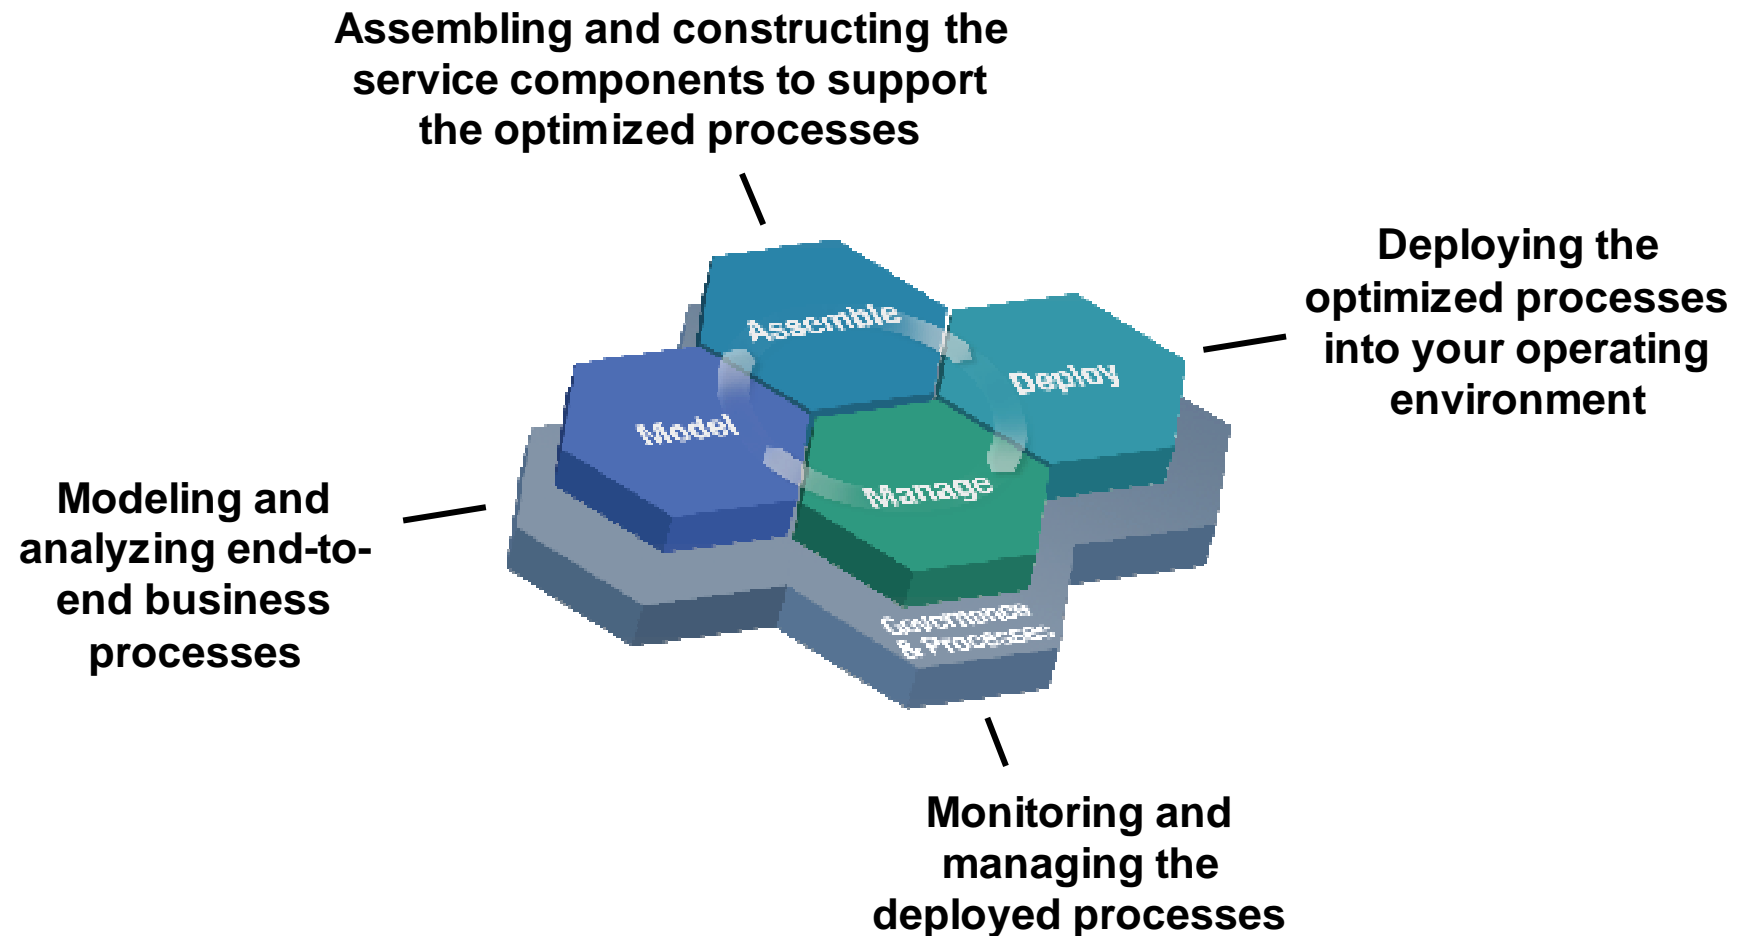 Assembling and constructing the
service components to support
the optimized processes
Deploying the
optimized processes
into your operating
environment
Assemble
Deploy
Model
Manage
Modeling and
analyzing end-to-
end business
processes
Governance
& Processes
Monitoring and
managing the
deployed processes